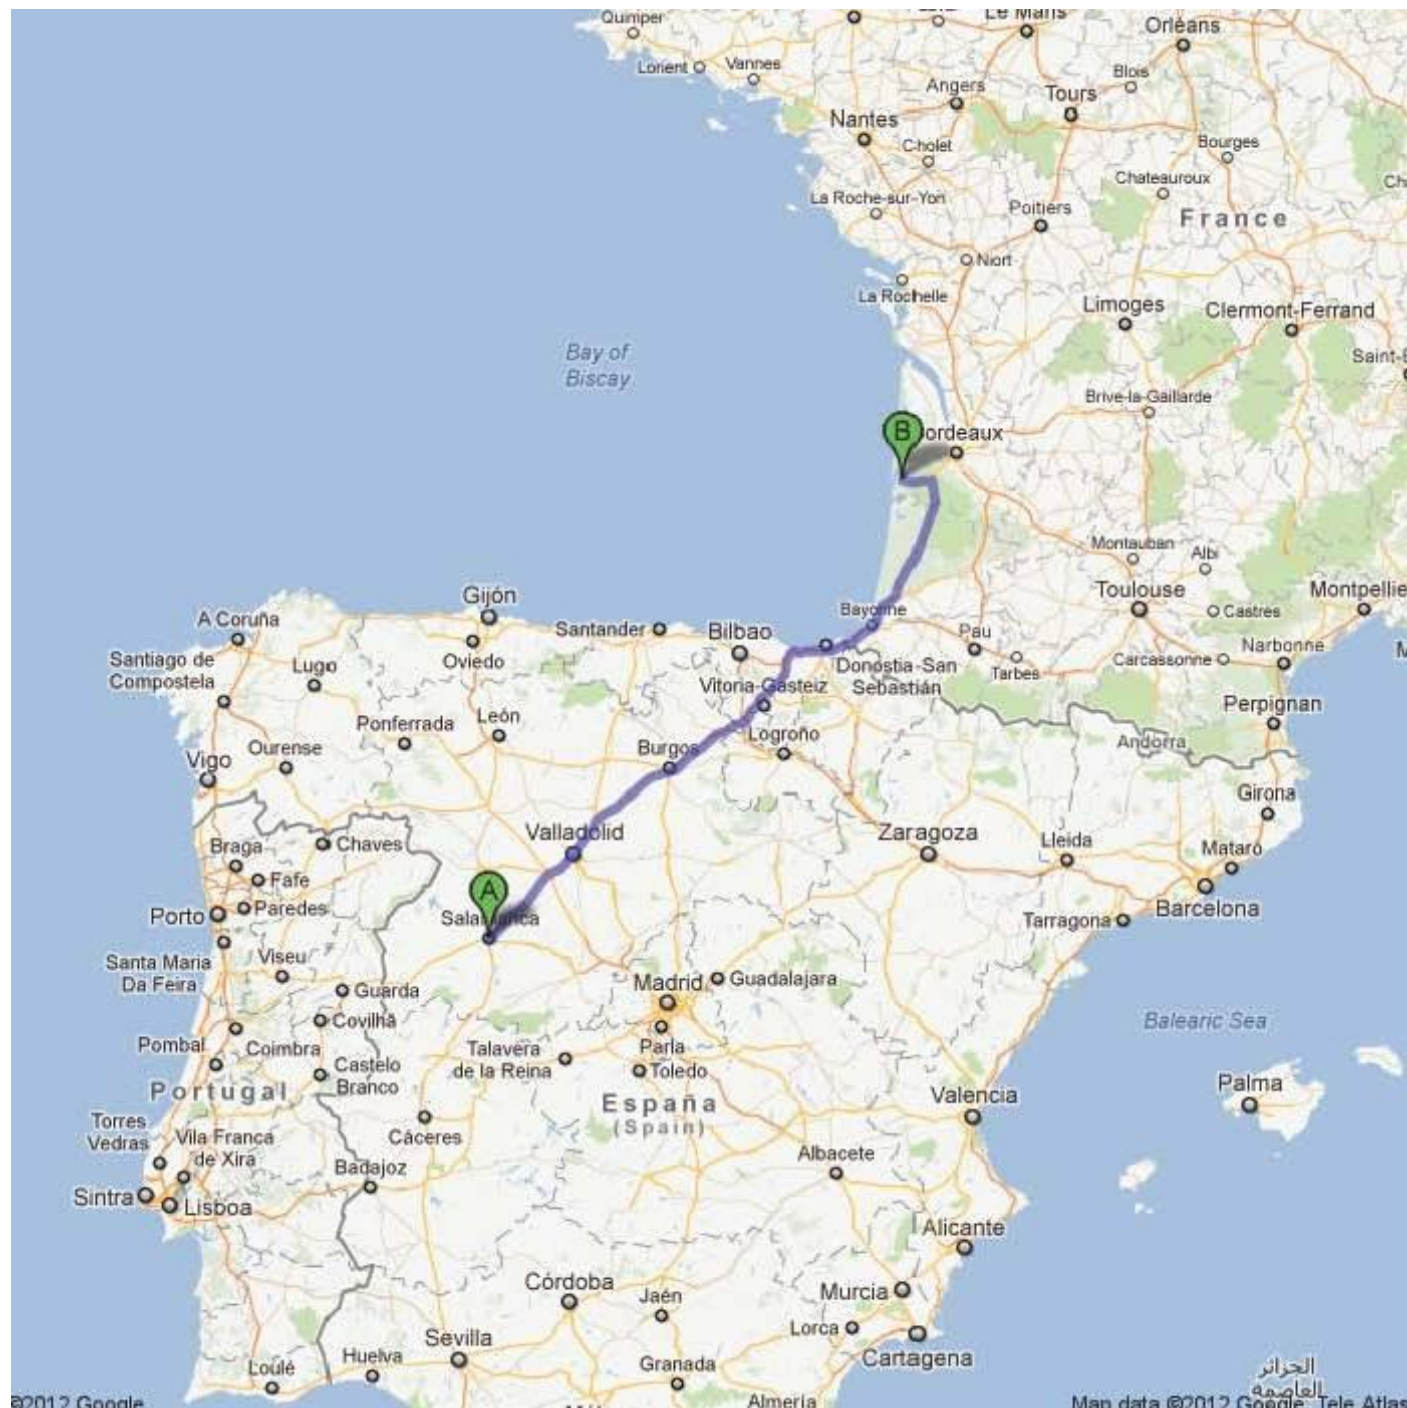 Quimper
Le Mans
Orléans
Lorient
Vannes
Blois
Angers
Tours
Nantes
Cholet
Bourges
Chateauroux
La Roche-sur-Yon
Poitiers
France
Niort
La Rochelle
Limoges
Clermont-Ferrand
Bay of
Biscay
Brive-la-Gaillarde
B
Montauban
Albi
Toulouse
Castres
Gijón
A Coruña
Santander
Bilbao
Bayonne
Pau
Tarbes
Carcassonne
Narbonne
Oviedo
Santiago de
Compostela
Lugo
Donostia-San
Sebastián
Vitoria-Gasteiz
Perpignan
Ponferrada
León
Logroño
Andorra
Burgos
Ourense
Vigo
Girona
Valladolid
Zaragoza
Lleida
Mataró
Braga
Chaves
Fafe
A
Paredes
Porto
Salamanca
Tarragona
Barcelona
Santa Maria
Da Feira
Viseu
Guarda
Madrid
Guadalajara
Covilhã
Balearic Sea
Pombal
Coimbra
Talavera
de la Reina
Parla
Toledo
Castelo
Branco
Portugal
España
(Spain)
Valencia
Palma
Torres
Vedras
Vila Franca
de Xira
Cáceres
Badajoz
Albacete
Sintra
Lisboa
Alicante
Córdoba
Jaén
Murcia
Lorca
Sevilla
Cartagena
Loulé
Huelva
Granada
Almería
الجزائر
العاصمة
©2012 Google
Map data ©2012 Google, Tele Atlas